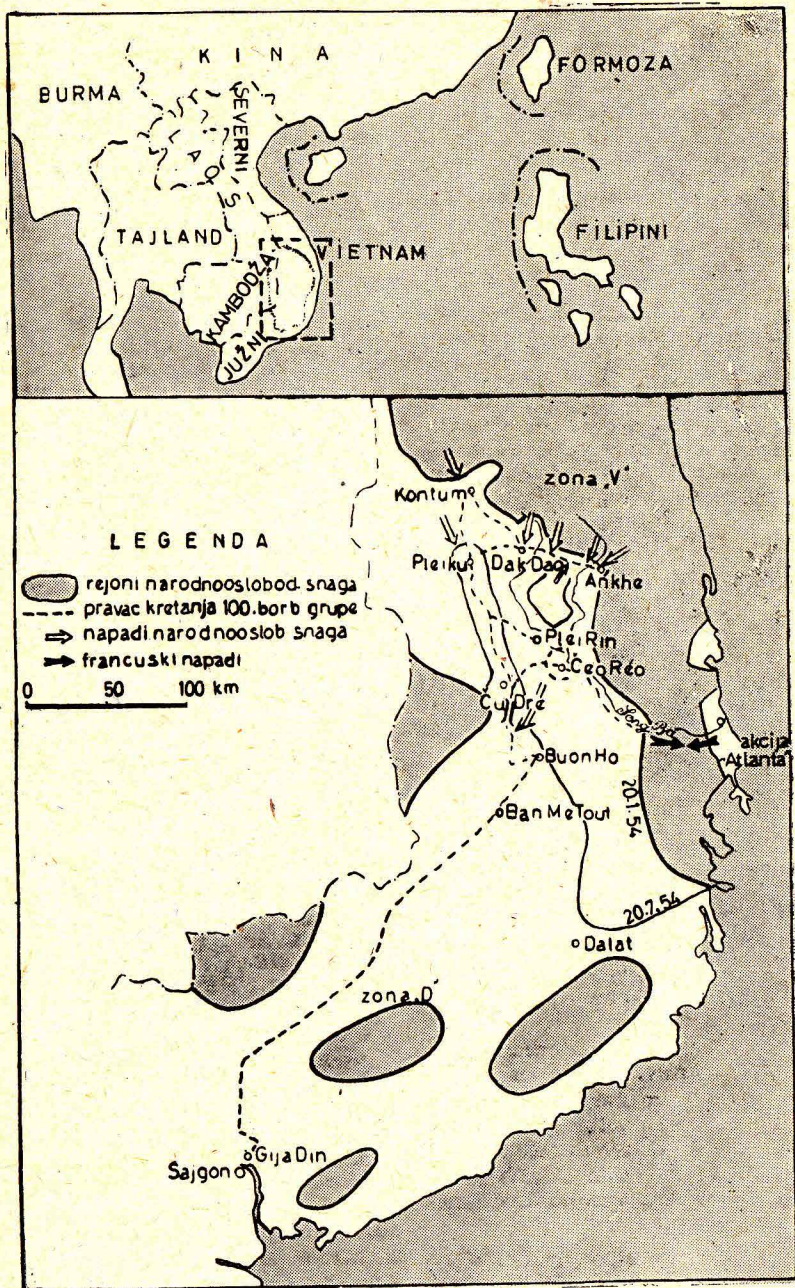 KINA
BURMA
FORMOZA
SEVERNI
LAOS
TAJLAND
FILIPINI
VIETNAM
KAMBODŽA
JUŽNI
zona „V"
Kontum
LEGENDA
Pleiku
Dak Dao
Ankhe
rejoni narodnooslobod. snaga
pravac kretanja 100. borb grupe
napadi narodnooslob snaga
francuski napadi
Plei Rin
Čeo Reo
0 50 100 km
Ču Dre
Song Ba
akcija
„Atlanta"
Buon Ho
20.1.54
Ban Me Tout
20.7.54
Dalat
zona „D"
Gija Din
Sajgon